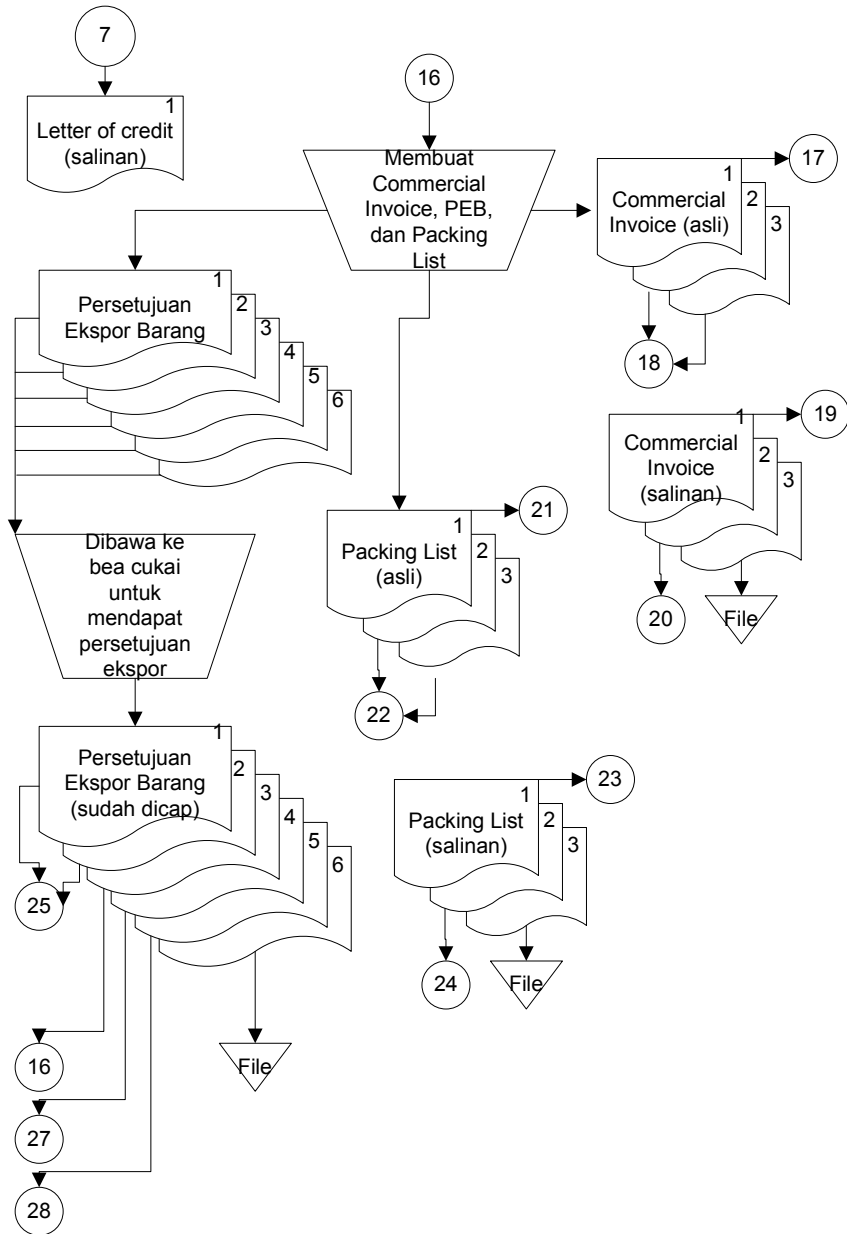 7
1
Letter of credit
(salinan)
16
Membuat
Commercial
Invoice, PEB,
dan Packing
List
1
2
3
Commercial
Invoice (asli)
17
18
1
2
3
4
5
6
Persetujuan
Ekspor Barang
1
2
3
Commercial
Invoice
(salinan)
19
20
File
1
2
3
Packing List
(asli)
21
22
Dibawa ke
bea cukai
untuk
mendapat
persetujuan
ekspor
1
2
3
4
5
6
Persetujuan
Ekspor Barang
(sudah dicap)
25
16
27
28
File
1
2
3
Packing List
(salinan)
23
24
File